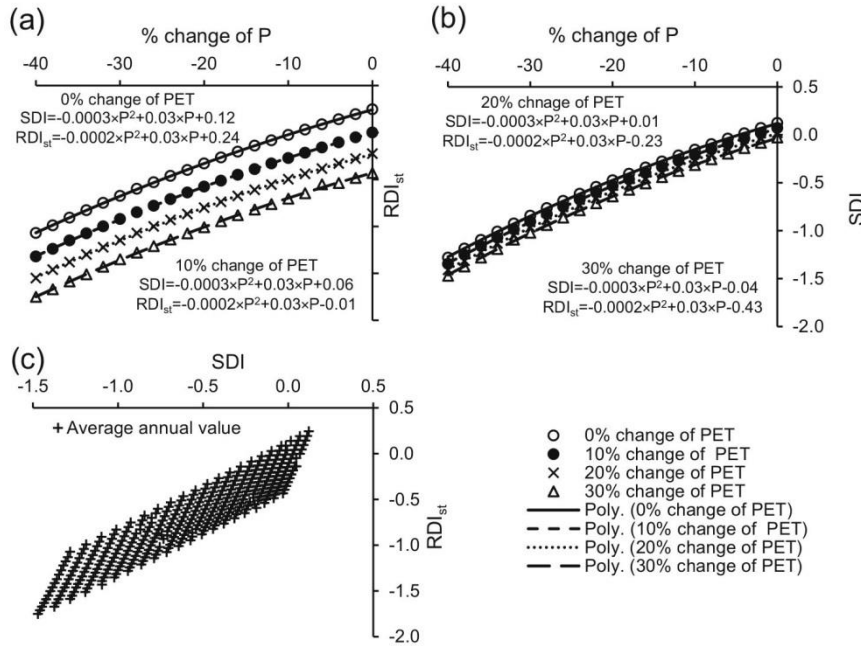 (a)
% change of P
-40 -30 -20 -10 0
0% change of PET
SDI=-0.0003×P²+0.03×P+0.12
RDIst=-0.0002×P²+0.03×P+0.24
10% change of PET
SDI=-0.0003×P²+0.03×P+0.06
RDIst=-0.0002×P²+0.03×P-0.01
RDIst
(b)
% change of P
-40 -30 -20 -10 0
0.5
0.0
-0.5
-1.0
-1.5
-2.0
20% chnage of PET
SDI=-0.0003×P²+0.03×P+0.01
RDIst=-0.0002×P²+0.03×P-0.23
30% change of PET
SDI=-0.0003×P²+0.03×P-0.04
RDIst=-0.0002×P²+0.03×P-0.43
SDI
(c)
SDI
-1.5 -1.0 -0.5 0.0 0.5
+ Average annual value
0.5
0.0
-0.5
-1.0
-1.5
-2.0
RDIst
0% change of PET
10% change of PET
20% change of PET
30% change of PET
Poly. (0% change of PET)
Poly. (10% change of PET)
Poly. (20% change of PET)
Poly. (30% change of PET)